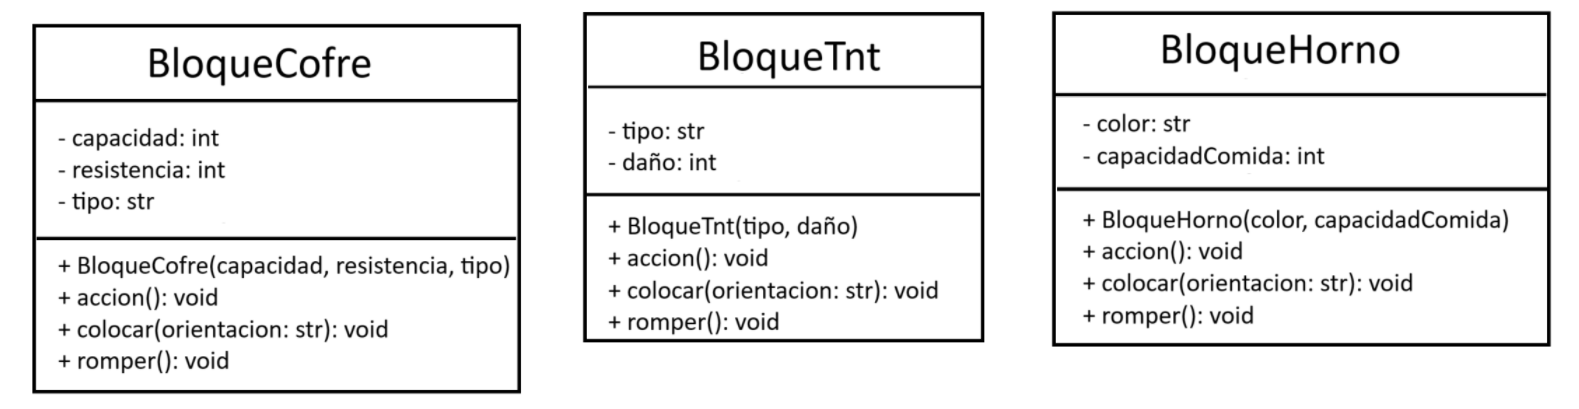 BloqueCofre
- capacidad: int
- resistencia: int
- tipo: str
+ BloqueCofre(capacidad, resistencia, tipo)
+ accion(): void
+ colocar(orientacion: str): void
+ romper(): void
BloqueTnt
- tipo: str
- daño: int
+ BloqueTnt(tipo, daño)
+ accion(): void
+ colocar(orientacion: str): void
+ romper(): void
BloqueHorno
- color: str
- capacidadComida: int
+ BloqueHorno(color, capacidadComida)
+ accion(): void
+ colocar(orientacion: str): void
+ romper(): void